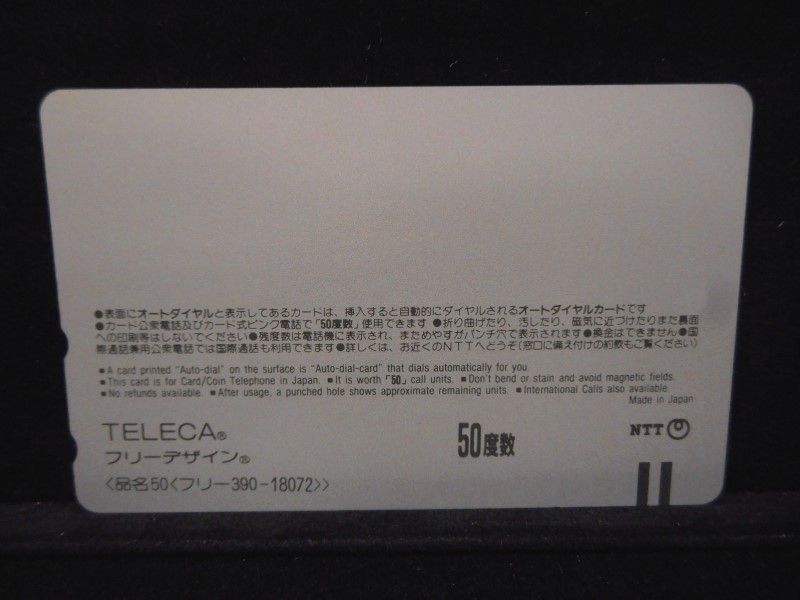 ●表面にオートダイヤルと表示してあるカードは、挿入すると自動的にダイヤルされるオートダイヤルカードです
●カード公衆電話及びカード式ピンク電話で「50度数」使用できます ●折り曲げたり、汚したり、磁気に近づけたりまた裏面
への印刷等はしないでください ●残度数は電話機に表示され、まためやすがパンチ穴で表示されます ●換金はできません ●国
際通話兼用公衆電話では国際通話も利用できます ●詳しくは、お近くのNTTへどうぞ(窓口に備え付けの約款もご覧ください)
■A card printed "Auto-dial" on the surface is "Auto-dial-card" that dials automatically for you.
■This card is for Card/Coin Telephone in Japan. ■It is worth「50」call units. ■Don't bend or stain and avoid magnetic fields.
■No refunds available. ■After usage, a punched hole shows approximate remaining units. ■International Calls also available.
Made in Japan
TELECA®
50度数
NTT
フリーデザイン®
〈品名50〈フリー390-18072〉〉